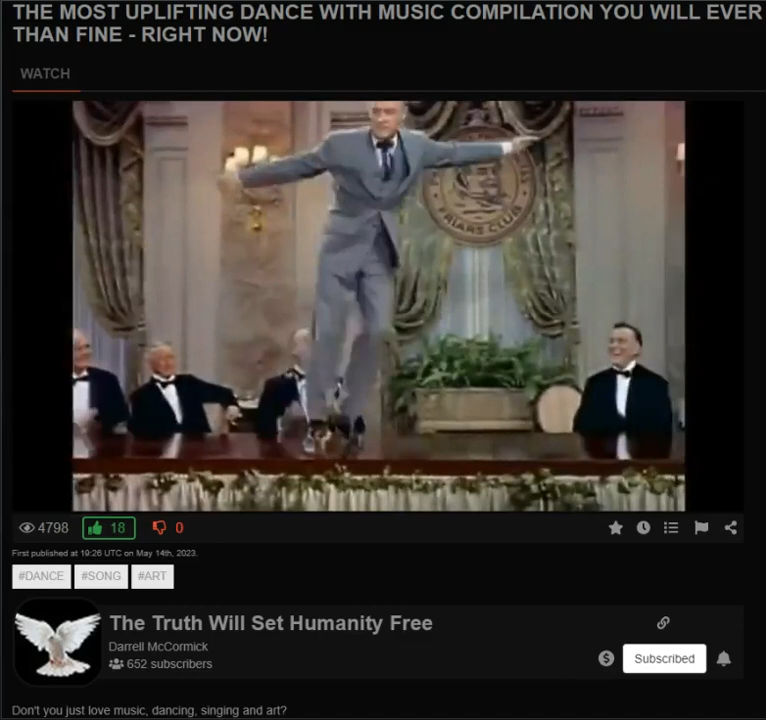 THE MOST UPLIFTING DANCE WITH MUSIC COMPILATION YOU WILL EVER
THAN FINE - RIGHT NOW!
WATCH
FRIARS CLUB
4798
18
0
First published at 19:26 UTC on May 14th, 2023.
#DANCE #SONG #ART
The Truth Will Set Humanity Free
Darrell McCormick
652 subscribers
$
Subscribed
Don't you just love music, dancing, singing and art?